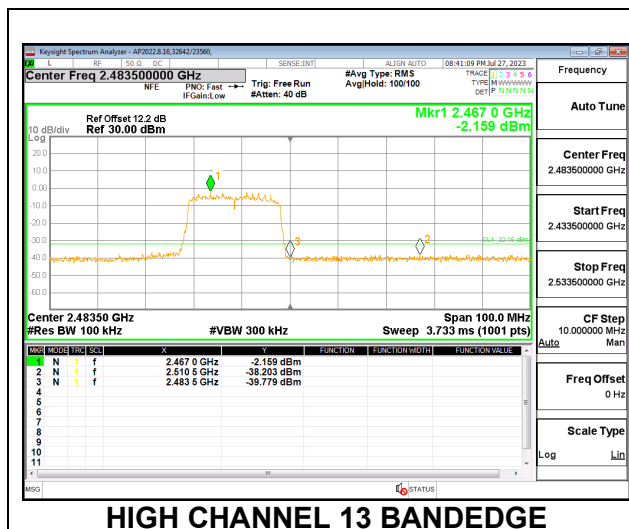 Keysight Spectrum Analyzer - AP2022.8.16,32642/23560,
LXI L RF 50 Ω DC SENSE:INT ALIGN AUTO 08:41:09 PM Jul 27, 2023
Center Freq 2.483500000 GHz
NFE PNO: Fast Trig: Free Run #Avg Type: RMS TRACE 1 2 3 4 5 6
IFGain:Low #Atten: 40 dB Avg|Hold: 100/100 TYPE M WWWWW
DET P N N N N N
Mkr1 2.467 0 GHz
-2.159 dBm
Ref Offset 12.2 dB
10 dB/div Ref 30.00 dBm
Log
20.0
10.0
0.00
-10.0
-20.0
-30.0
-40.0
-50.0
-60.0
1
2
3
DL1 -32.16 dBm
Center 2.48350 GHz Span 100.0 MHz
#Res BW 100 kHz #VBW 300 kHz Sweep 3.733 ms (1001 pts)
MKR MODE TRC SCL X Y FUNCTION FUNCTION WIDTH FUNCTION VALUE
1 N 1 f 2.467 0 GHz -2.159 dBm
2 N 1 f 2.510 5 GHz -38.203 dBm
3 N 1 f 2.483 5 GHz -39.779 dBm
4
5
6
7
8
9
10
11
MSG STATUS
Frequency
Auto Tune
Center Freq
2.483500000 GHz
Start Freq
2.433500000 GHz
Stop Freq
2.533500000 GHz
CF Step
10.000000 MHz
Auto Man
Freq Offset
0 Hz
Scale Type
Log Lin
HIGH CHANNEL 13 BANDEDGE